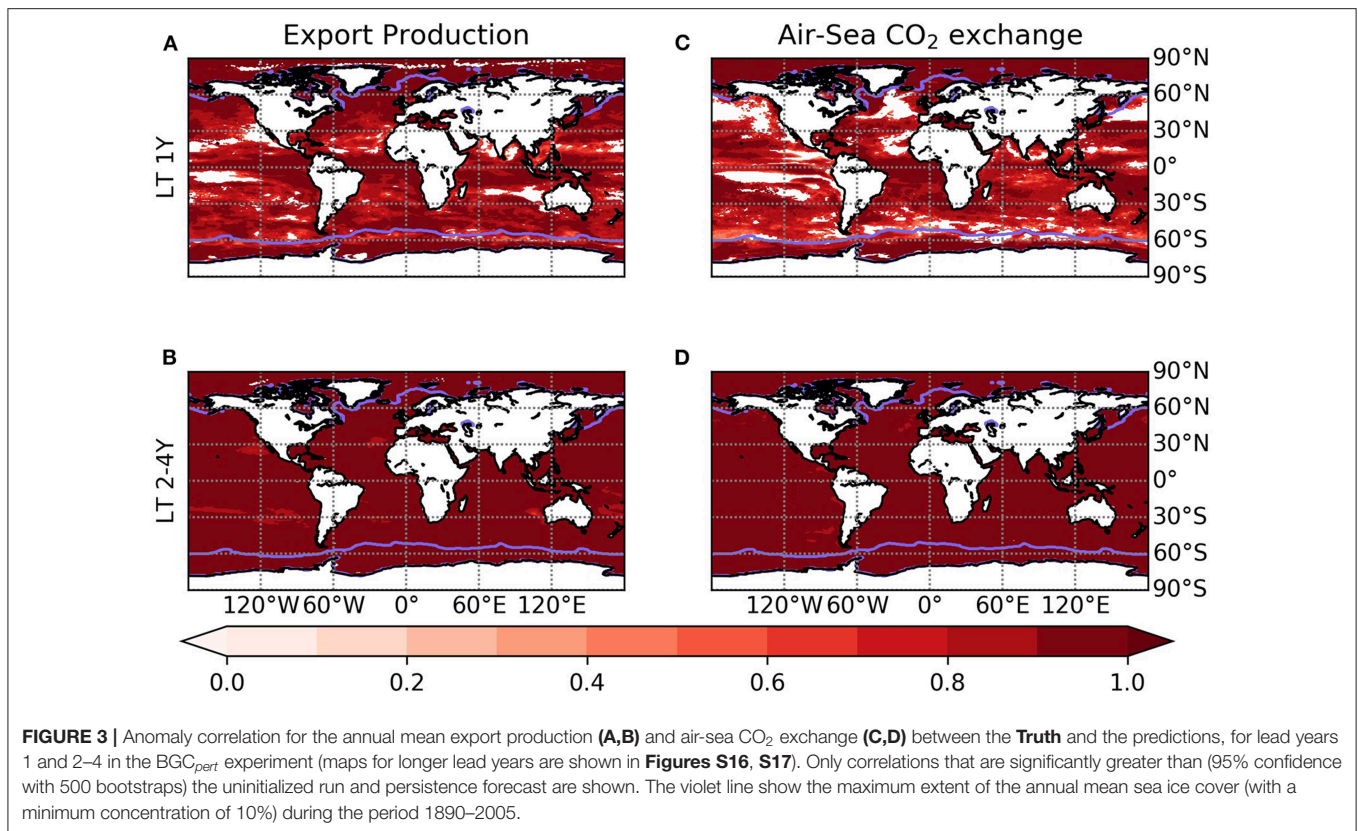 A
Export Production
C
Air-Sea CO₂ exchange
LT 1Y
90°N
60°N
30°N
0°
30°S
60°S
90°S
B
D
LT 2-4Y
90°N
60°N
30°N
0°
30°S
60°S
90°S
120°W 60°W 0° 60°E 120°E
120°W 60°W 0° 60°E 120°E
0.0 0.2 0.4 0.6 0.8 1.0
FIGURE 3 | Anomaly correlation for the annual mean export production (A,B) and air-sea CO₂ exchange (C,D) between the Truth and the predictions, for lead years
1 and 2–4 in the BGCpert experiment (maps for longer lead years are shown in Figures S16, S17). Only correlations that are significantly greater than (95% confidence
with 500 bootstraps) the uninitialized run and persistence forecast are shown. The violet line show the maximum extent of the annual mean sea ice cover (with a
minimum concentration of 10%) during the period 1890–2005.